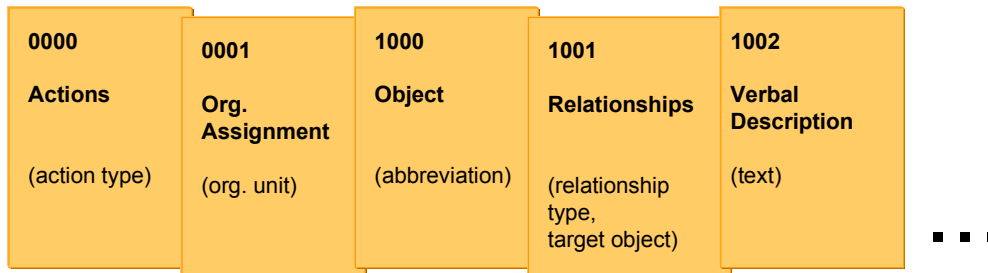 0000
Actions
(action type)
0001
Org.
Assignment
(org. unit)
1000
Object
(abbreviation)
1001
Relationships
(relationship
type,
target object)
1002
Verbal
Description
(text)